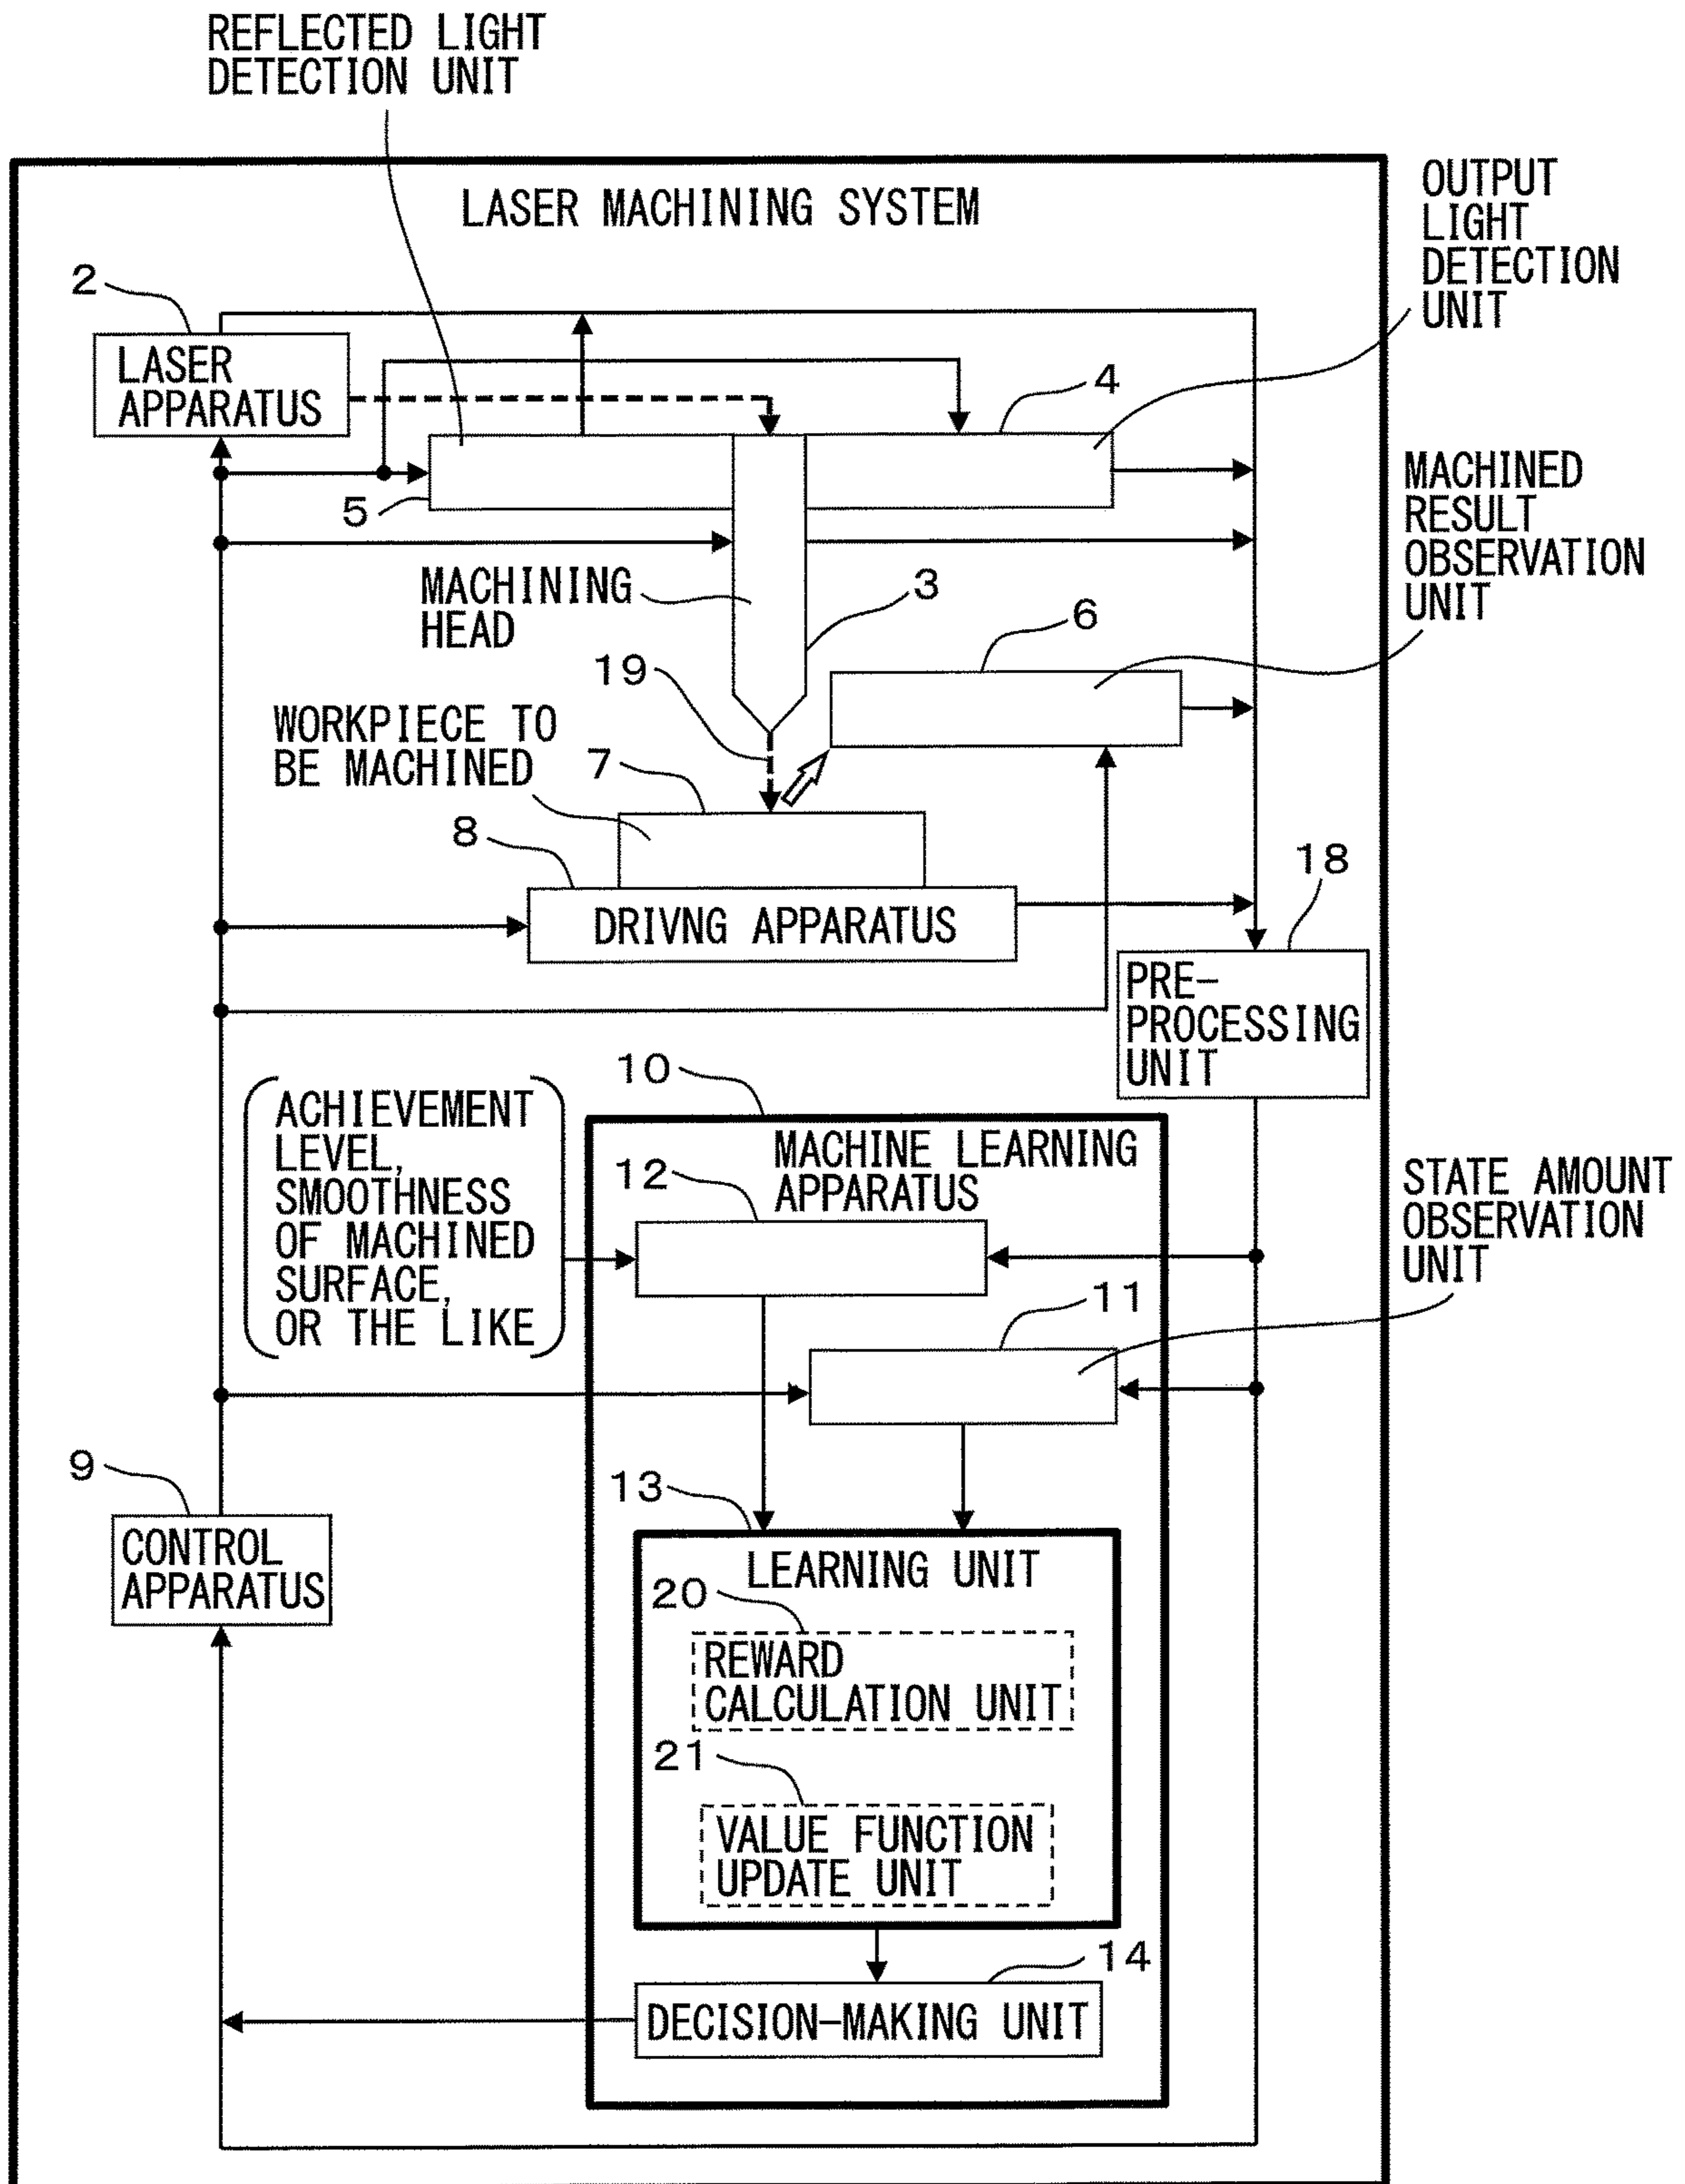 REFLECTED LIGHT
DETECTION UNIT
LASER MACHINING SYSTEM
OUTPUT
LIGHT
DETECTION
UNIT
2
LASER
APPARATUS
4
5
MACHINED
RESULT
OBSERVATION
UNIT
MACHINING
HEAD
3
6
19
WORKPIECE TO
BE MACHINED
7
8
DRIVNG APPARATUS
18
PRE-
PROCESSING
UNIT
10
ACHIEVEMENT
LEVEL,
SMOOTHNESS
OF MACHINED
SURFACE,
OR THE LIKE
MACHINE LEARNING
APPARATUS
12
STATE AMOUNT
OBSERVATION
UNIT
11
9
CONTROL
APPARATUS
13
LEARNING UNIT
20
REWARD
CALCULATION UNIT
21
VALUE FUNCTION
UPDATE UNIT
14
DECISION-MAKING UNIT